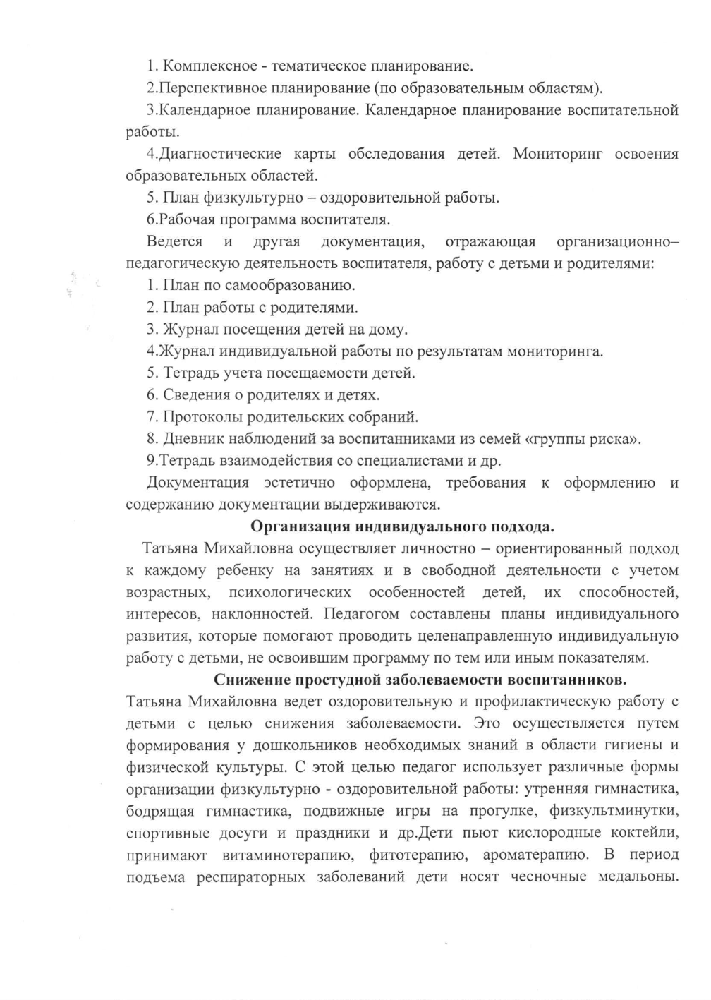 1. Комплексное - тематическое планирование.
2.Перспективное планирование (по образовательным областям).
3.Календарное планирование. Календарное планирование воспитательной
работы.
4.Диагностические карты обследования детей. Мониторинг освоения
образовательных областей.
5. План физкультурно – оздоровительной работы.
6.Рабочая программа воспитателя.
Ведется и другая документация, отражающая организационно–
педагогическую деятельность воспитателя, работу с детьми и родителями:
1. План по самообразованию.
2. План работы с родителями.
3. Журнал посещения детей на дому.
4.Журнал индивидуальной работы по результатам мониторинга.
5. Тетрадь учета посещаемости детей.
6. Сведения о родителях и детях.
7. Протоколы родительских собраний.
8. Дневник наблюдений за воспитанниками из семей «группы риска».
9.Тетрадь взаимодействия со специалистами и др.
Документация эстетично оформлена, требования к оформлению и
содержанию документации выдерживаются.
Организация индивидуального подхода.
Татьяна Михайловна осуществляет личностно – ориентированный подход
к каждому ребенку на занятиях и в свободной деятельности с учетом
возрастных, психологических особенностей детей, их способностей,
интересов, наклонностей. Педагогом составлены планы индивидуального
развития, которые помогают проводить целенаправленную индивидуальную
работу с детьми, не освоившим программу по тем или иным показателям.
Снижение простудной заболеваемости воспитанников.
Татьяна Михайловна ведет оздоровительную и профилактическую работу с
детьми с целью снижения заболеваемости. Это осуществляется путем
формирования у дошкольников необходимых знаний в области гигиены и
физической культуры. С этой целью педагог использует различные формы
организации физкультурно - оздоровительной работы: утренняя гимнастика,
бодрящая гимнастика, подвижные игры на прогулке, физкультминутки,
спортивные досуги и праздники и др.Дети пьют кислородные коктейли,
принимают витаминотерапию, фитотерапию, ароматерапию. В период
подъема респираторных заболеваний дети носят чесночные медальоны.